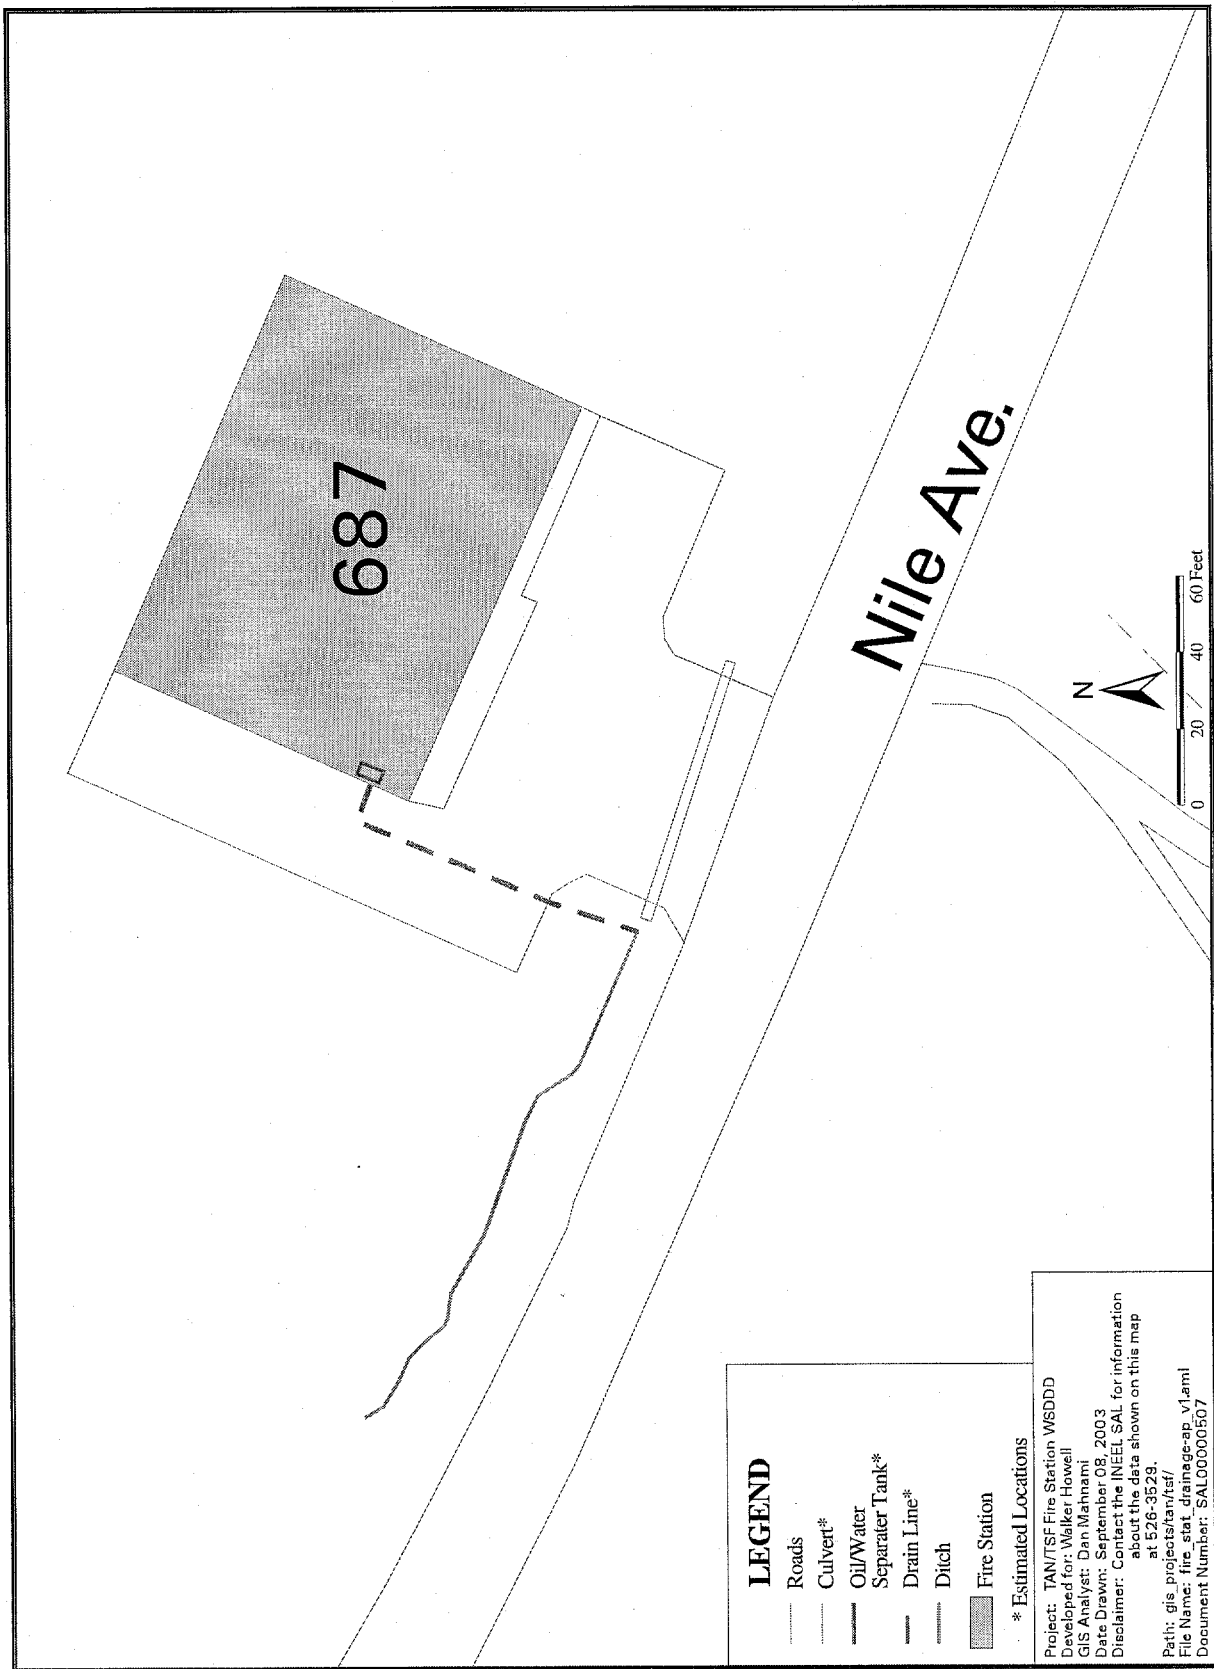 687
Nile Ave.
N
0 20 40 60 Feet
LEGEND
Roads
Culvert*
Oil/Water
Separater Tank*
Drain Line*
Ditch
Fire Station
* Estimated Locations
Project: TAN/TSF Fire Station WSDDD
Developed for: Walker Howell
GIS Analyst: Dan Mahnami
Date Drawn: September 08, 2003
Disclaimer: Contact the INEEL SAL for information
about the data shown on this map
at 526-3529.
Path: gis_projects/tan/tsf/
File Name: fire_stat_drainage-ap_v1.aml
Document Number: SAL00000507